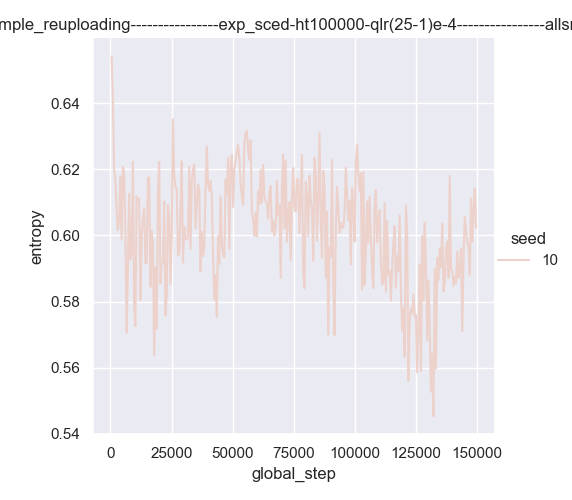 mple_reuploading----------------exp_sced-ht100000-qlr(25-1)e-4----------------allsr
entropy
0.64
0.62
0.60
0.58
0.56
0.54
0 25000 50000 75000 100000 125000 150000
global_step
seed
10